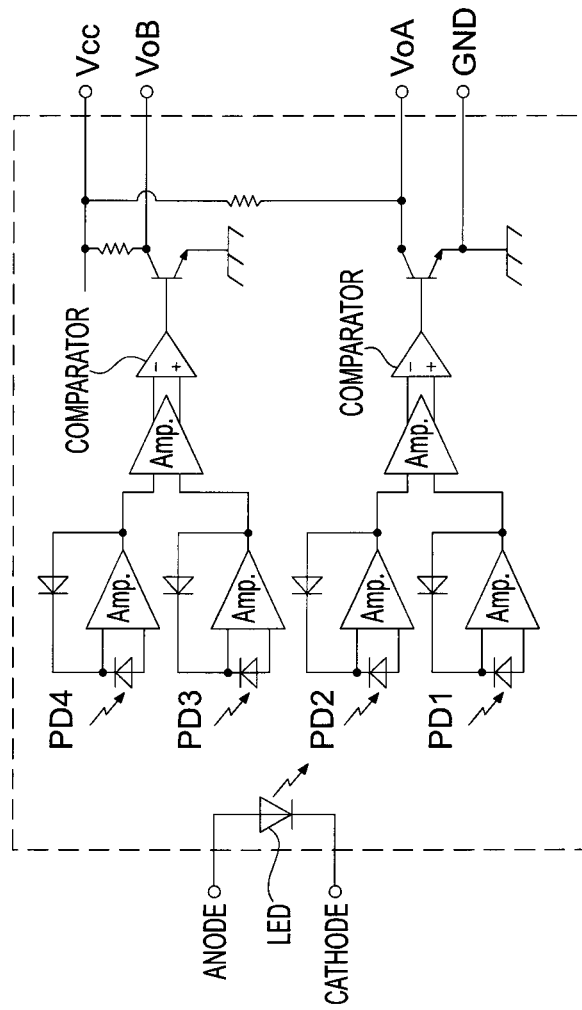 Vcc
VoB
VoA
GND
COMPARATOR
COMPARATOR
Amp.
Amp.
Amp.
Amp.
Amp.
Amp.
PD4
PD3
PD2
PD1
ANODE
LED
CATHODE